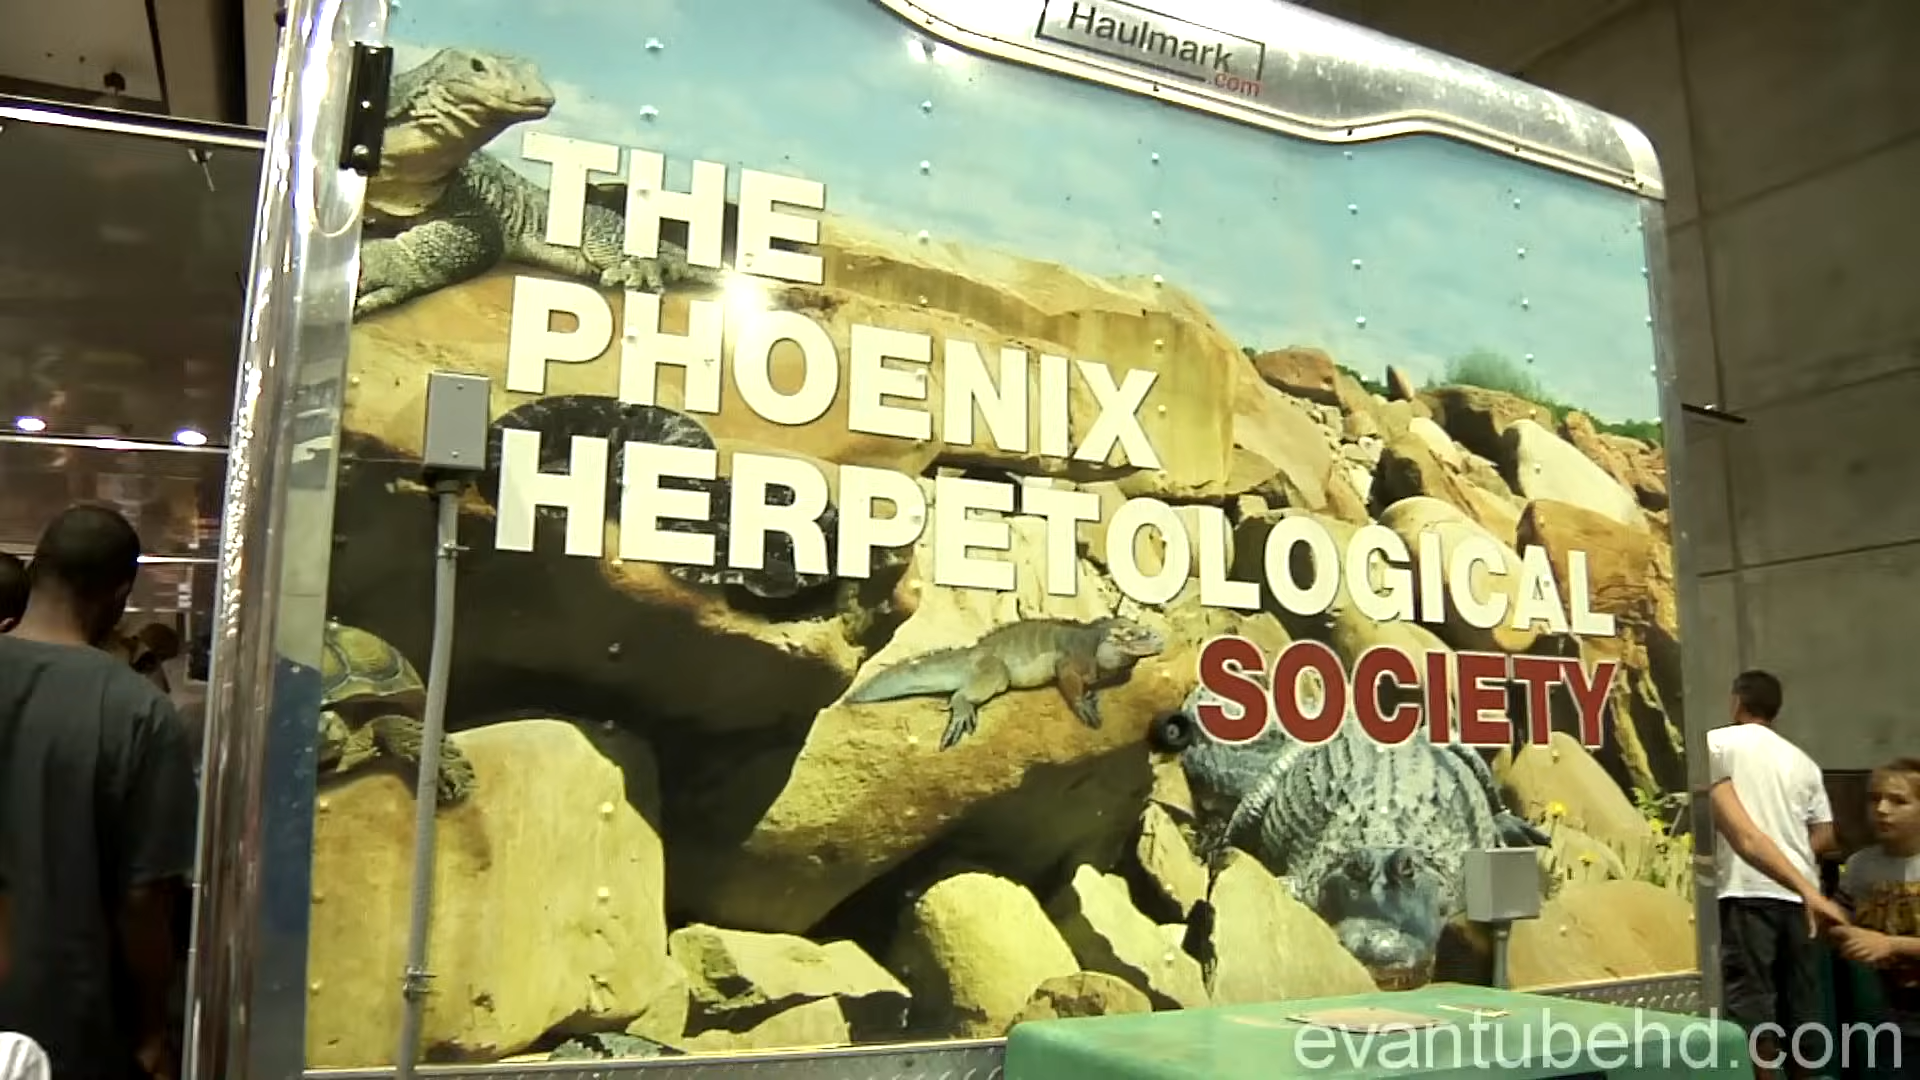 Haulmark
.com
THE
PHOENIX
HERPETOLOGICAL
SOCIETY
evantubehd.com